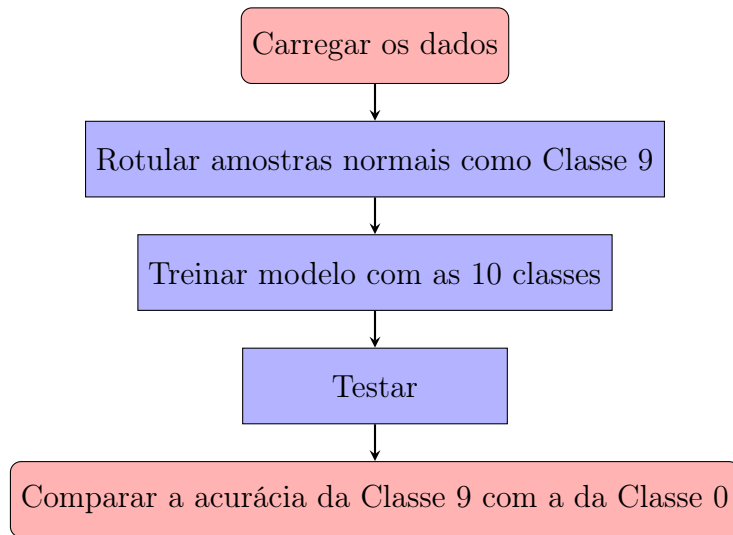 Carregar os dados
Rotular amostras normais como Classe 9
Treinar modelo com as 10 classes
Testar
Comparar a acurácia da Classe 9 com a da Classe 0